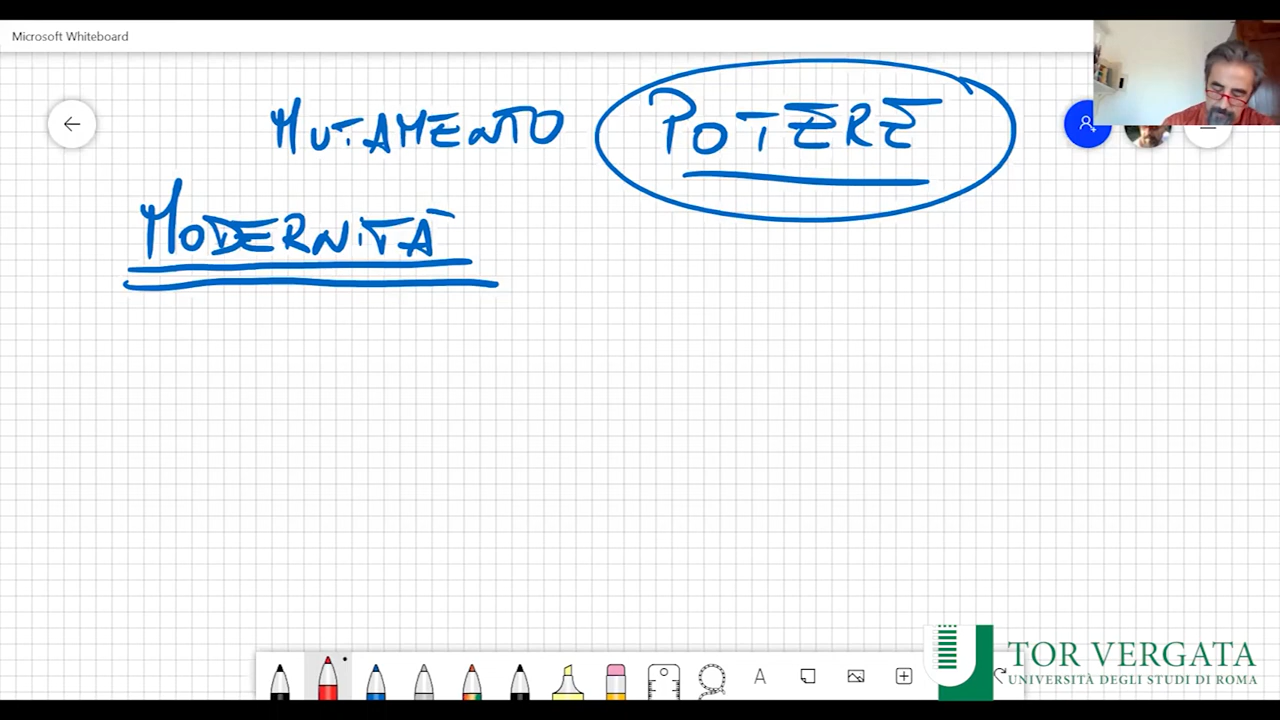 Microsoft Whiteboard
MUTAMENTO POTERE
MODERNITÀ
A
TOR VERGATA
UNIVERSITÀ DEGLI STUDI DI ROMA